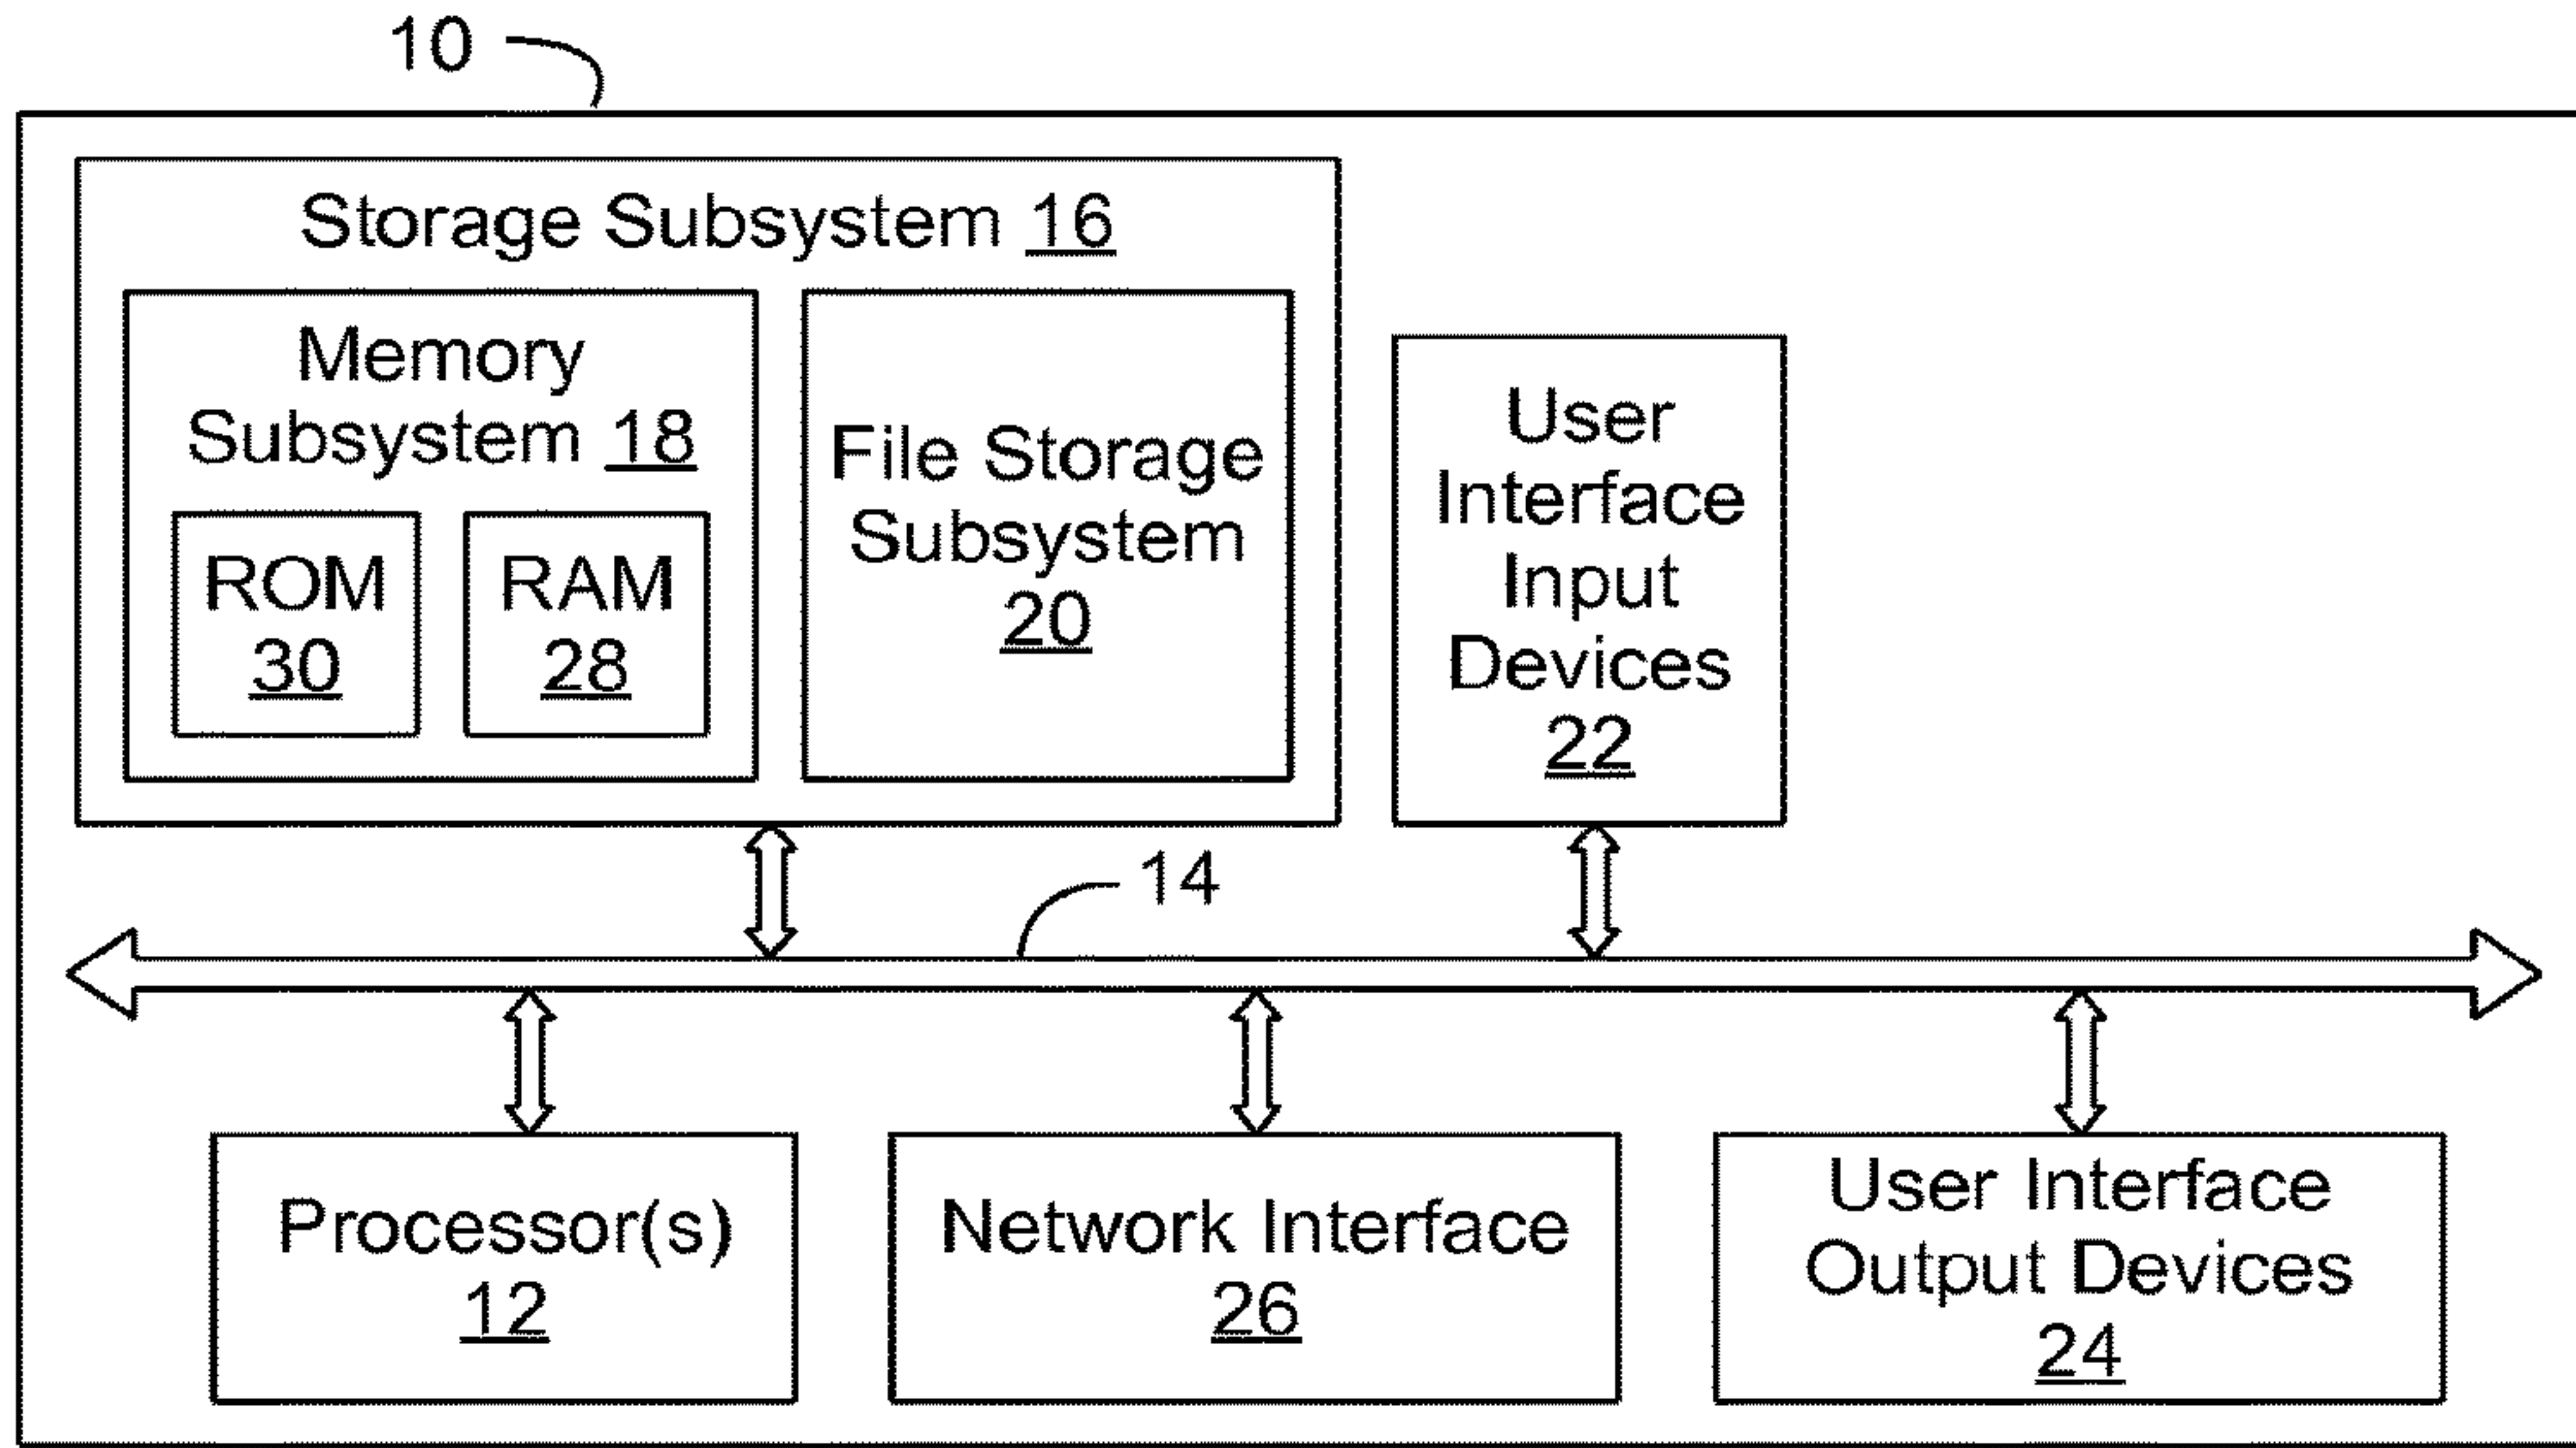 10
Storage Subsystem 16
Memory
Subsystem 18
ROM
30
RAM
28
File Storage
Subsystem
20
User
Interface
Input
Devices
22
14
Processor(s)
12
Network Interface
26
User Interface
Output Devices
24